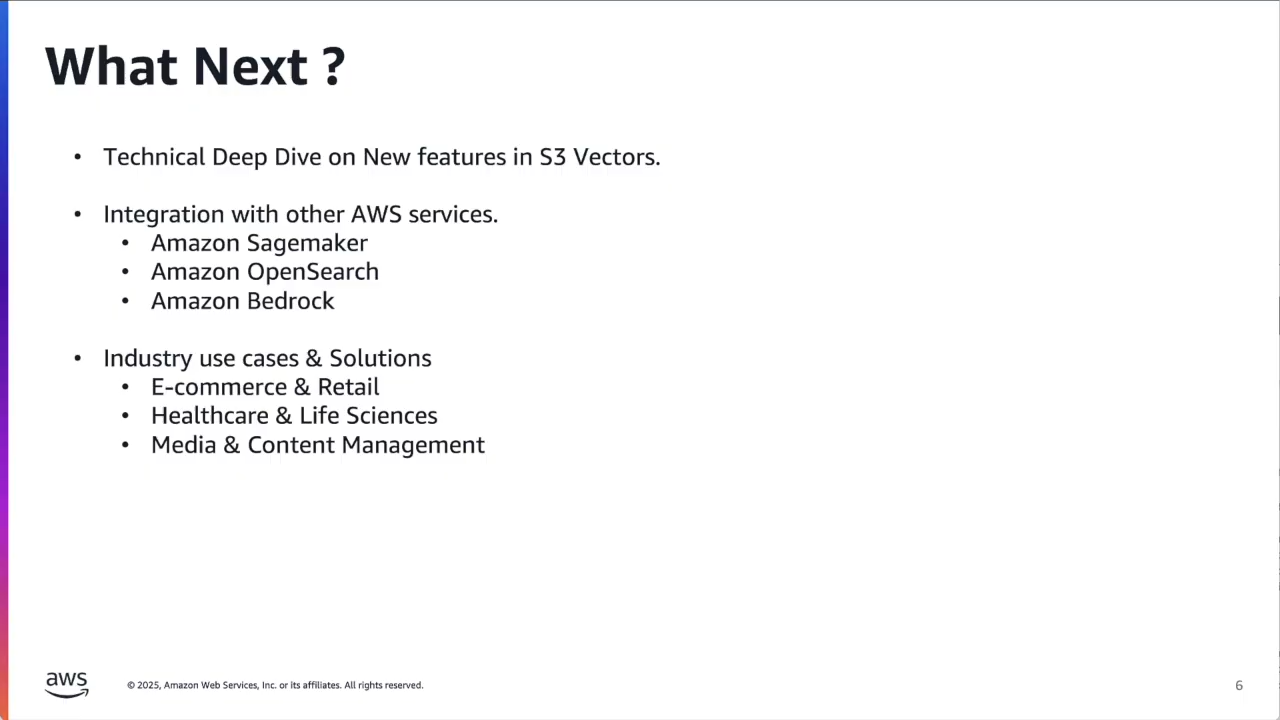 What Next ?
• Technical Deep Dive on New features in S3 Vectors.
• Integration with other AWS services.
• Amazon Sagemaker
• Amazon OpenSearch
• Amazon Bedrock
• Industry use cases & Solutions
• E-commerce & Retail
• Healthcare & Life Sciences
• Media & Content Management
aws
© 2025, Amazon Web Services, Inc. or its affiliates. All rights reserved.
6